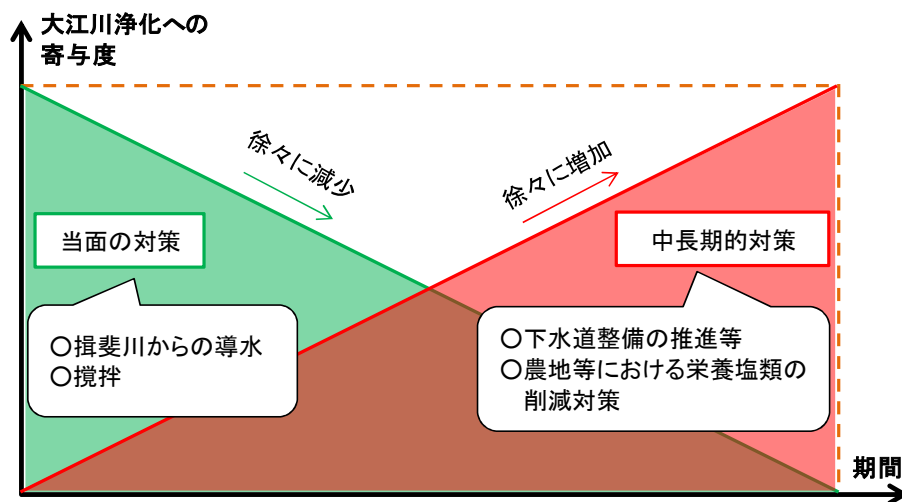 大江川浄化への
寄与度
徐々に減少
徐々に増加
当面の対策
中長期的対策
○揖斐川からの導水
○撹拌
○下水道整備の推進等
○農地等における栄養塩類の
削減対策
期間